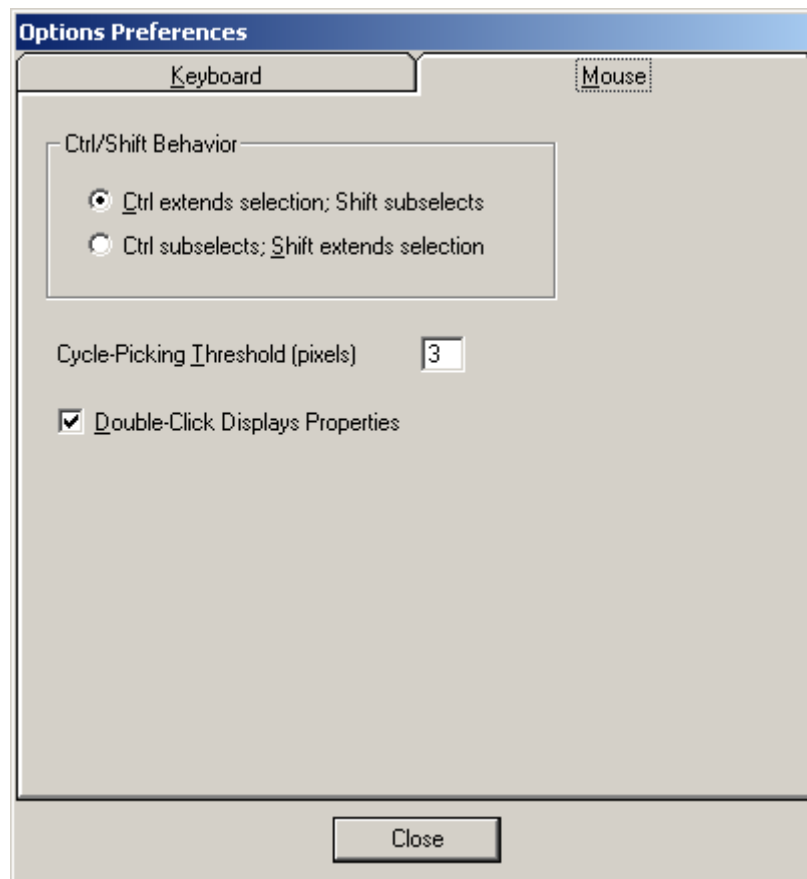 Options Preferences
Keyboard
Mouse
Ctrl/Shift Behavior
Ctrl extends selection; Shift subselects
Ctrl subselects; Shift extends selection
Cycle-Picking Threshold (pixels) 3
Double-Click Displays Properties
Close